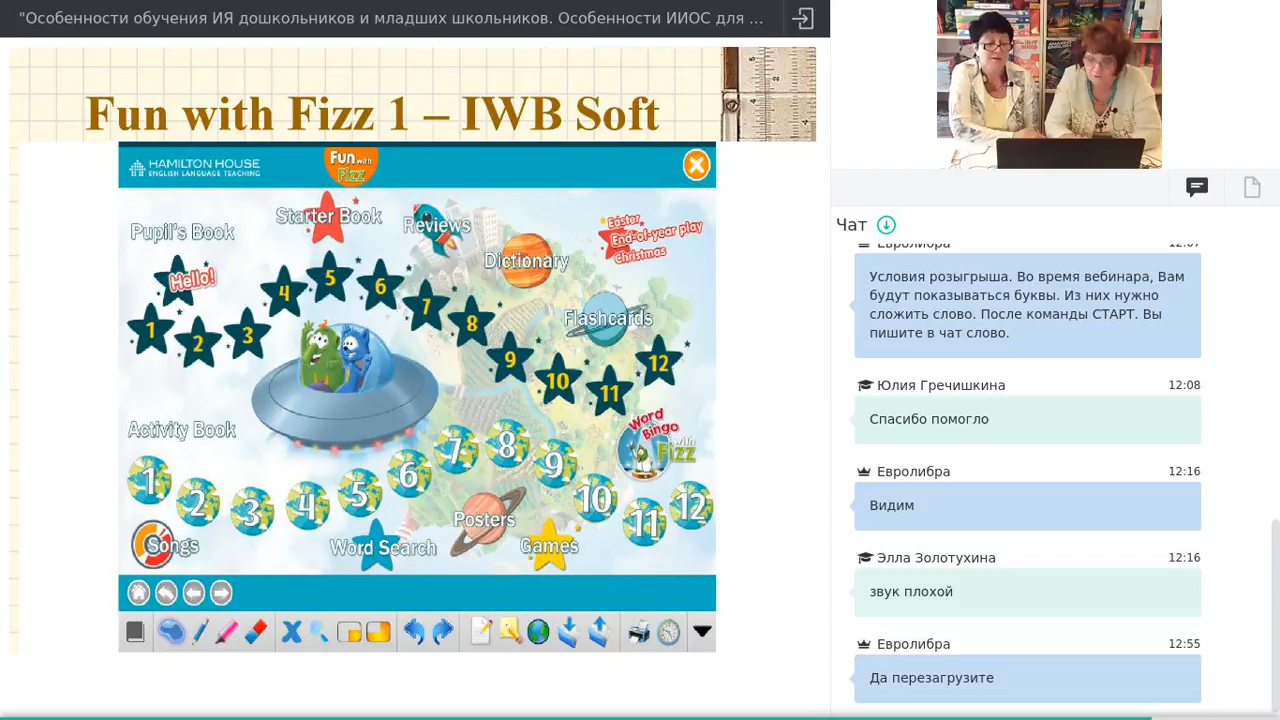 "Особенности обучения ИЯ дошкольников и младших школьников. Особенности ИИОС для ...
Fun with Fizz 1 – IWB Soft
HAMILTON HOUSE
ENGLISH LANGUAGE TEACHING
Fun with
Fizz
Pupil's Book
Starter Book
Reviews
Easter
End-of-year play
Christmas
Dictionary
Hello!
Flashcards
1
2
3
4
5
6
7
8
9
10
11
12
Activity Book
Word
Bingo
with
Fizz
1
2
3
4
5
6
7
8
9
10
11
12
Songs
Word Search
Posters
Games
Чат
Евролибра 12:07
Условия розыгрыша. Во время вебинара, Вам
будут показываться буквы. Из них нужно
сложить слово. После команды СТАРТ. Вы
пишите в чат слово.
Юлия Гречишкина 12:08
Спасибо помогло
Евролибра 12:16
Видим
Элла Золотухина 12:16
звук плохой
Евролибра 12:55
Да перезагрузите